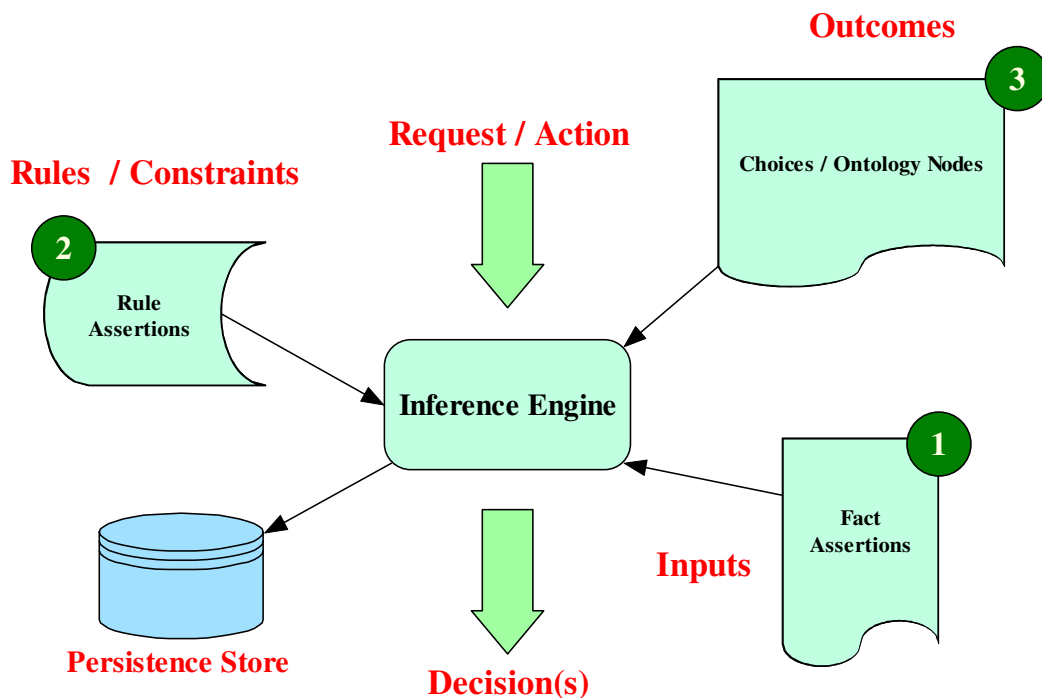 Outcomes
3
Request / Action
Choices / Ontology Nodes
Rules / Constraints
2
Rule
Assertions
Inference Engine
1
Fact
Assertions
Inputs
Persistence Store
Decision(s)